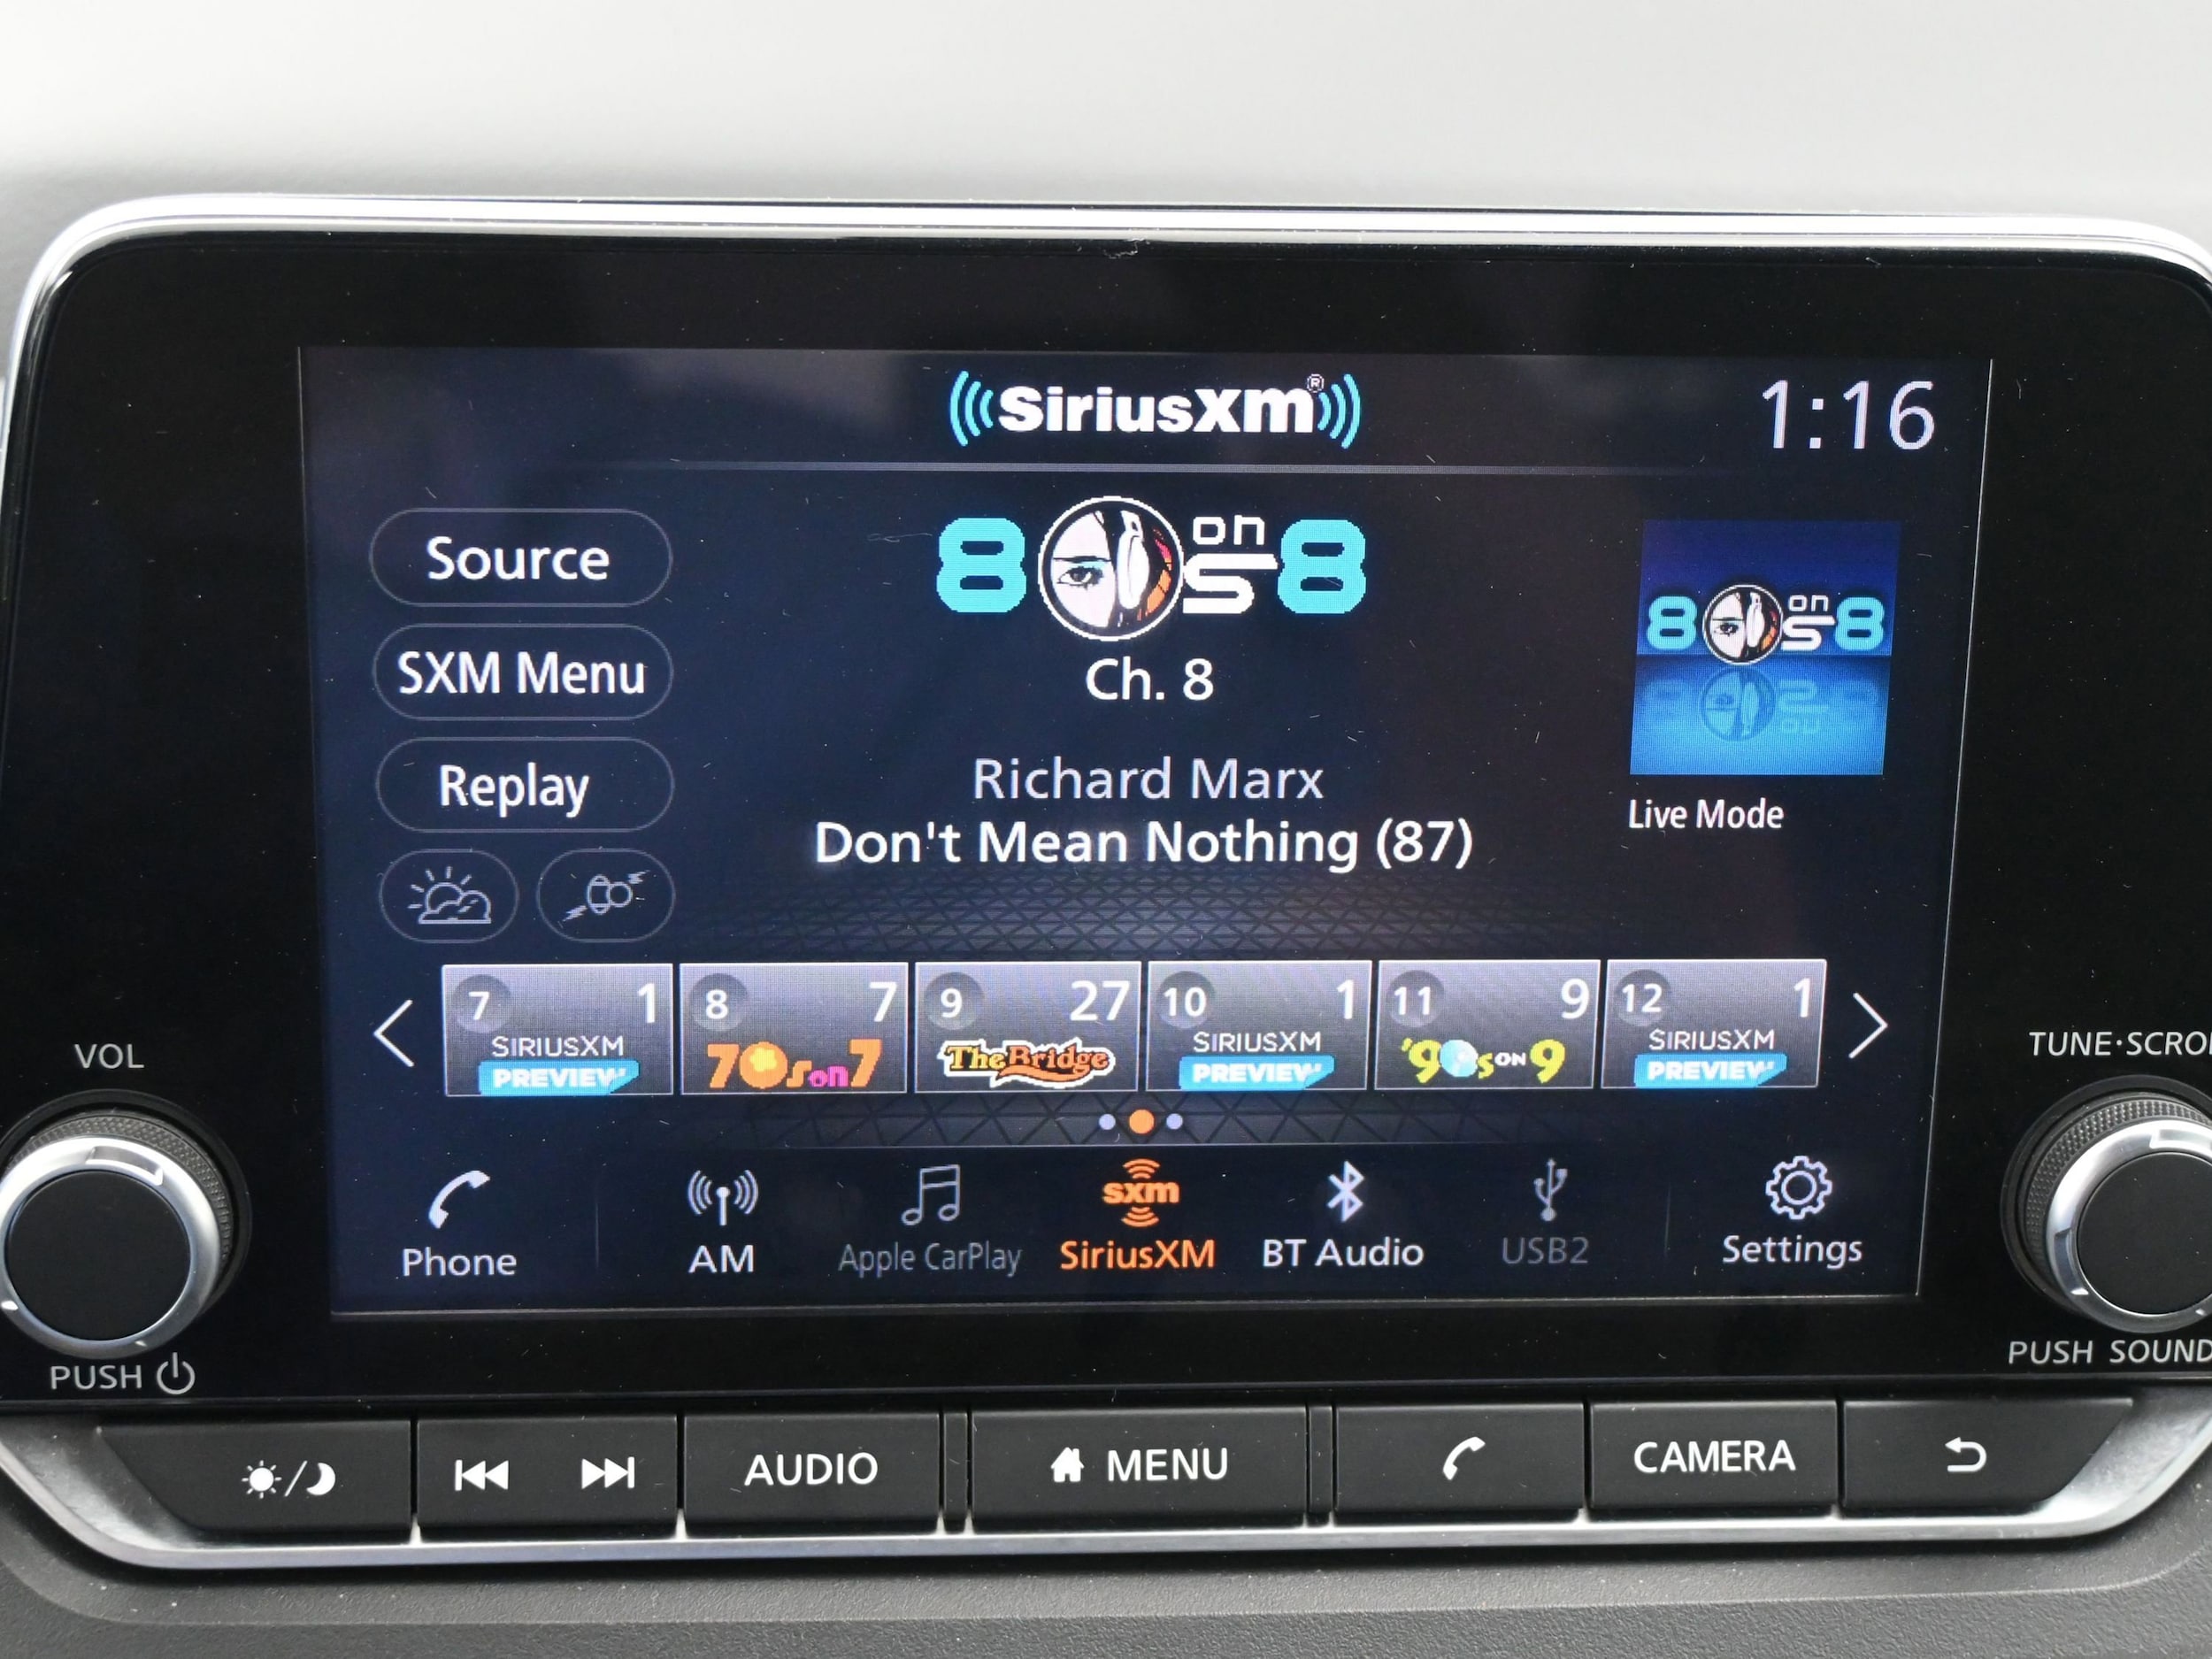 SiriusXM®
1:16
Source
SXM Menu
Replay
80s on 8
Ch. 8
Richard Marx
Don't Mean Nothing (87)
80s on 8
Live Mode
7 1
SIRIUSXM
PREVIEW
8 7
70s on 7
9 27
The Bridge
10 1
SIRIUSXM
PREVIEW
11 9
'90s ON 9
12 1
SIRIUSXM
PREVIEW
Phone
AM
Apple CarPlay
sxm
SiriusXM
BT Audio
USB2
Settings
VOL
PUSH
TUNE·SCRO
PUSH SOUND
AUDIO
MENU
CAMERA